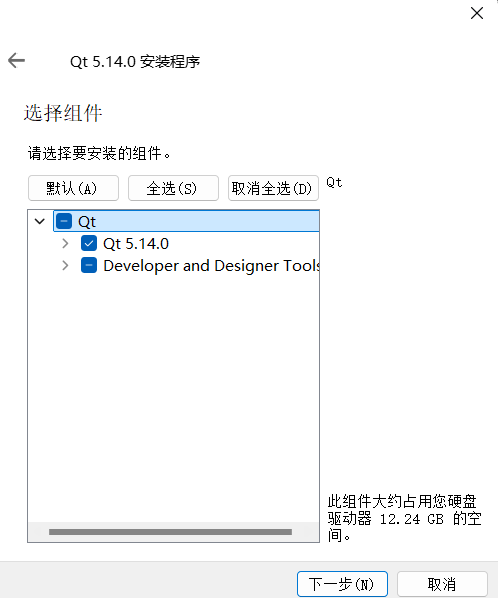 Qt 5.14.0 安装程序
选择组件
请选择要安装的组件。
默认(A) 全选(S) 取消全选(D) Qt
Qt
Qt 5.14.0
Developer and Designer Tools
此组件大约占用您硬盘
驱动器 12.24 GB 的空
间。
下一步(N) 取消